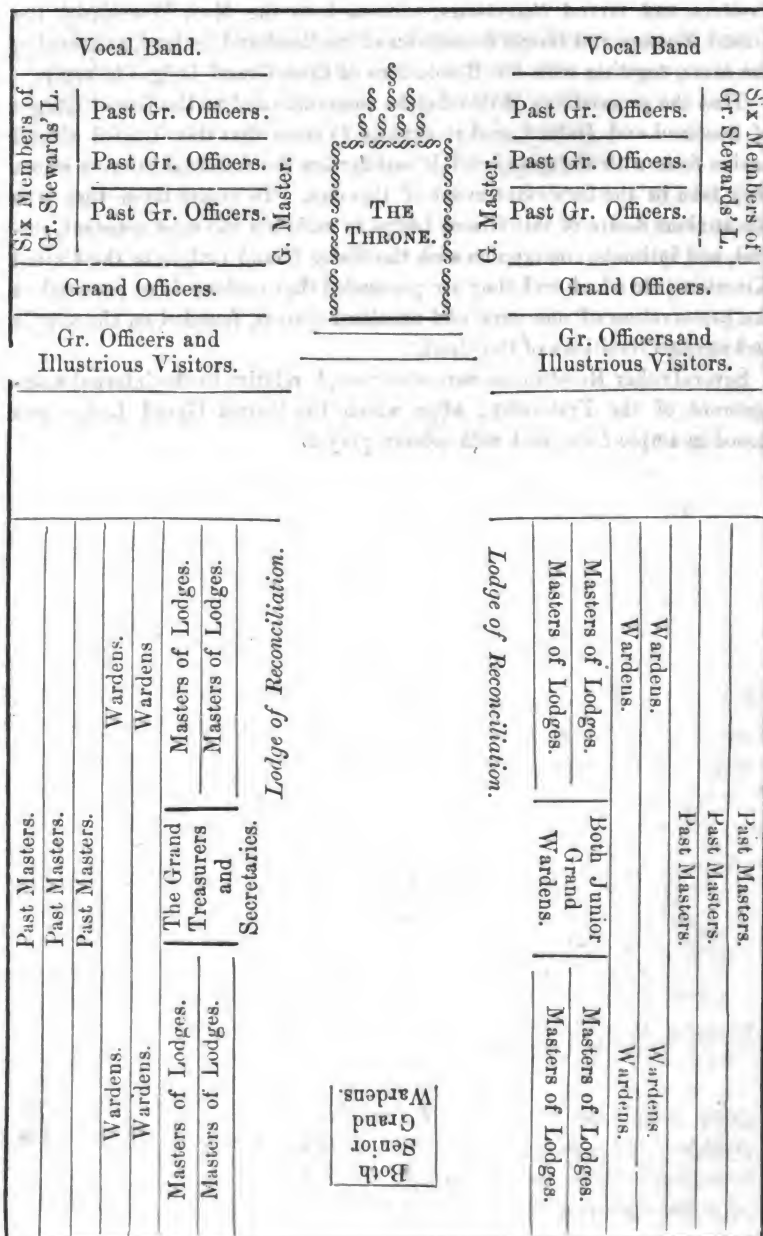 Vocal Band.
Six Members of
Gr. Stewards' L.
Past Gr. Officers.
Past Gr. Officers.
Past Gr. Officers.
G. Master.
Grand Officers.
Gr. Officers and
Illustrious Visitors.
THE
THRONE.
Vocal Band
G. Master
Past Gr. Officers.
Past Gr. Officers.
Past Gr. Officers.
Six Members of
Gr. Stewards' L.
Grand Officers.
Gr. Officers and
Illustrious Visitors.
Past Masters.
Past Masters.
Past Masters.
Wardens.
Wardens.
Wardens
Wardens.
Masters of Lodges.
Masters of Lodges.
The Grand
Treasurers
and
Secretaries.
Masters of Lodges.
Masters of Lodges.
Lodge of Reconciliation.
Lodge of Reconciliation.
Masters of Lodges.
Masters of Lodges.
Both Junior
Grand
Wardens.
Masters of Lodges.
Masters of Lodges.
Wardens.
Wardens.
Wardens.
Wardens.
Past Masters.
Past Masters.
Past Masters.
Both
Senior
Grand
Wardens.